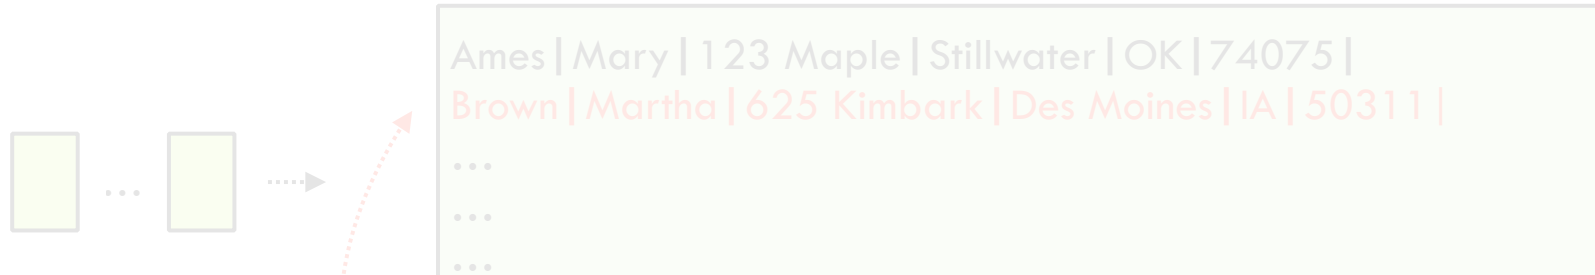 Ames|Mary|123 Maple|Stillwater|OK|74075|
Brown|Martha|625 Kimbark|Des Moines|IA|50311|
...
...
...
...